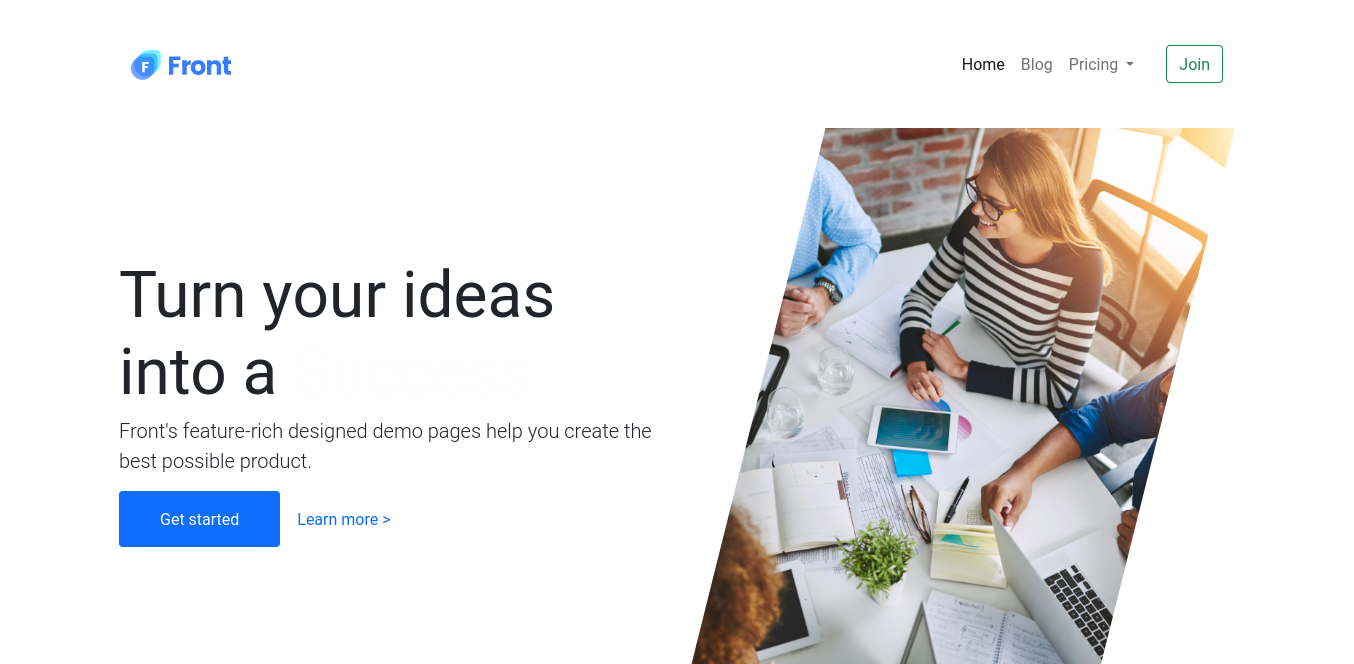 Front
Home Blog Pricing Join
Turn your ideas
into a
Front's feature-rich designed demo pages help you create the
best possible product.
Get started Learn more >